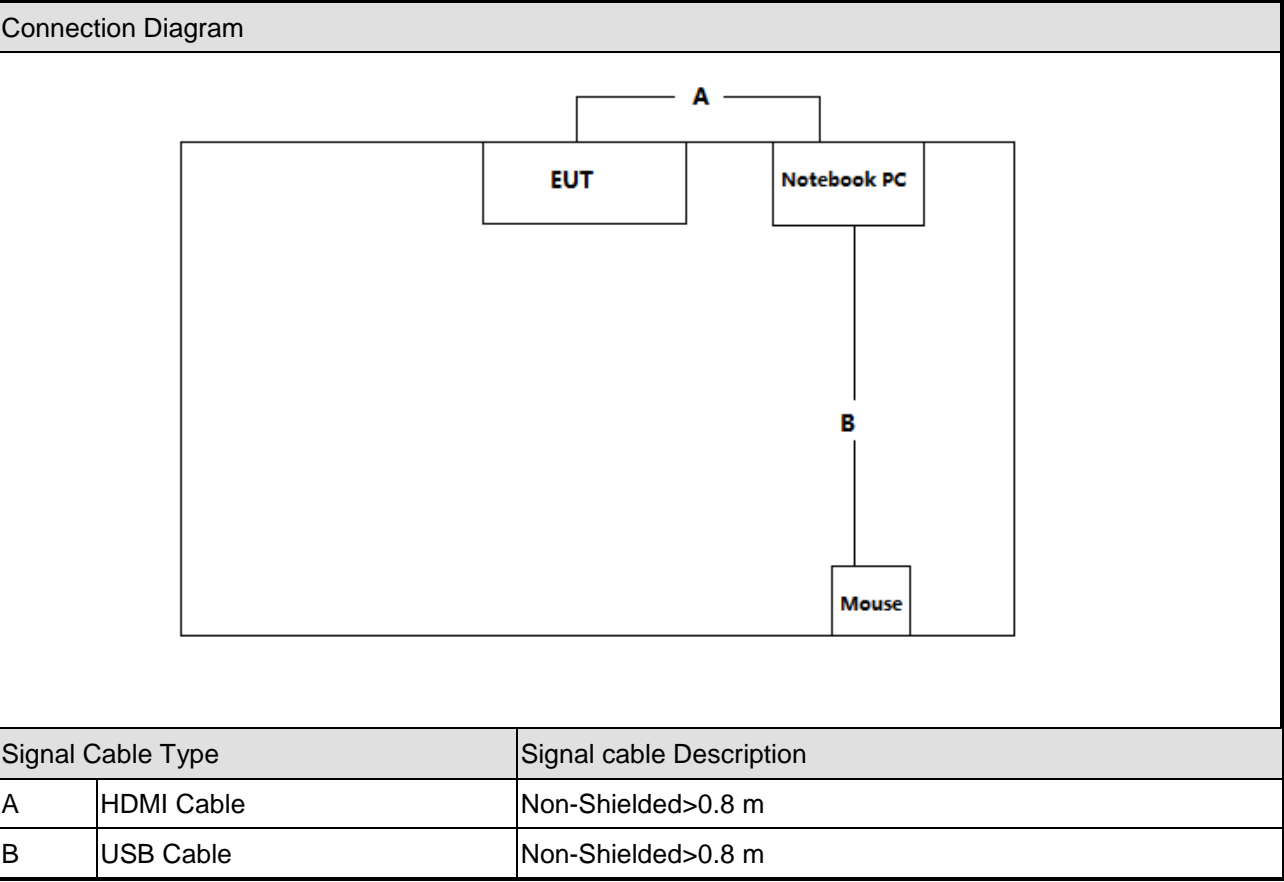 Connection Diagram
A
EUT
Notebook PC
B
Mouse
Signal Cable Type Signal cable Description
A HDMI Cable Non-Shielded>0.8 m
B USB Cable Non-Shielded>0.8 m